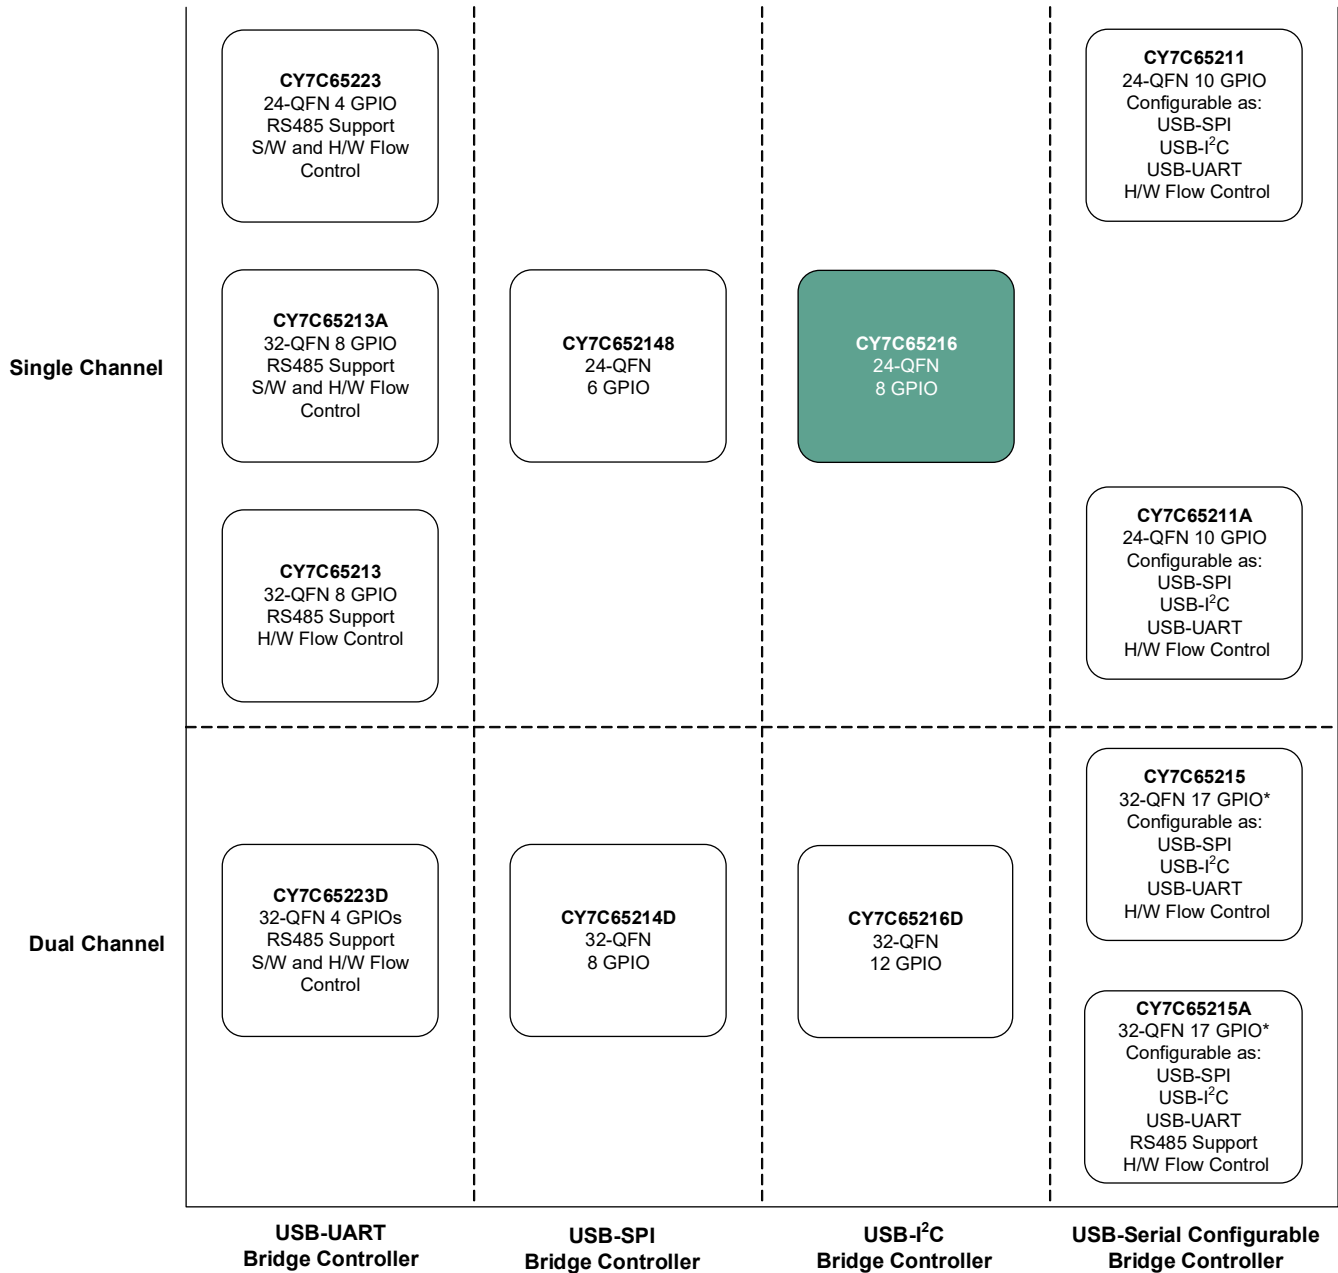 CY7C65223
24-QFN 4 GPIO
RS485 Support
S/W and H/W Flow
Control
CY7C65211
24-QFN 10 GPIO
Configurable as:
USB-SPI
USB-I²C
USB-UART
H/W Flow Control
Single Channel
CY7C65213A
32-QFN 8 GPIO
RS485 Support
S/W and H/W Flow
Control
CY7C652148
24-QFN
6 GPIO
CY7C65216
24-QFN
8 GPIO
CY7C65213
32-QFN 8 GPIO
RS485 Support
H/W Flow Control
CY7C65211A
24-QFN 10 GPIO
Configurable as:
USB-SPI
USB-I²C
USB-UART
H/W Flow Control
Dual Channel
CY7C65223D
32-QFN 4 GPIOs
RS485 Support
S/W and H/W Flow
Control
CY7C65214D
32-QFN
8 GPIO
CY7C65216D
32-QFN
12 GPIO
CY7C65215
32-QFN 17 GPIO*
Configurable as:
USB-SPI
USB-I²C
USB-UART
H/W Flow Control
CY7C65215A
32-QFN 17 GPIO*
Configurable as:
USB-SPI
USB-I²C
USB-UART
RS485 Support
H/W Flow Control
USB-UART
Bridge Controller
USB-SPI
Bridge Controller
USB-I²C
Bridge Controller
USB-Serial Configurable
Bridge Controller